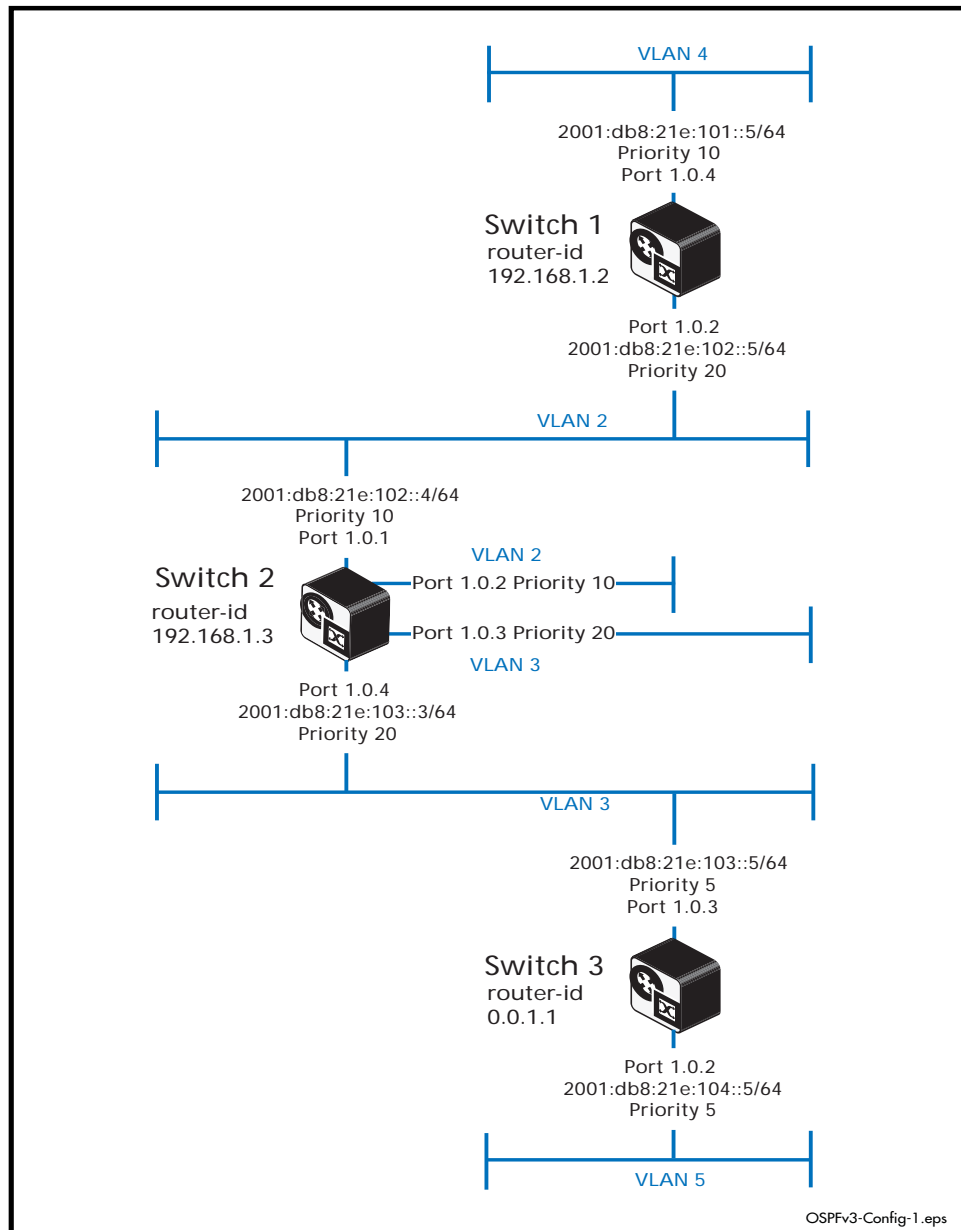 VLAN 4
2001:db8:21e:101::5/64
Priority 10
Port 1.0.4
Switch 1
router-id
192.168.1.2
Port 1.0.2
2001:db8:21e:102::5/64
Priority 20
VLAN 2
2001:db8:21e:102::4/64
Priority 10
Port 1.0.1
VLAN 2
Port 1.0.2 Priority 10
Switch 2
router-id
192.168.1.3
Port 1.0.3 Priority 20
VLAN 3
Port 1.0.4
2001:db8:21e:103::3/64
Priority 20
VLAN 3
2001:db8:21e:103::5/64
Priority 5
Port 1.0.3
Switch 3
router-id
0.0.1.1
Port 1.0.2
2001:db8:21e:104::5/64
Priority 5
VLAN 5
OSPFv3-Config-1.eps